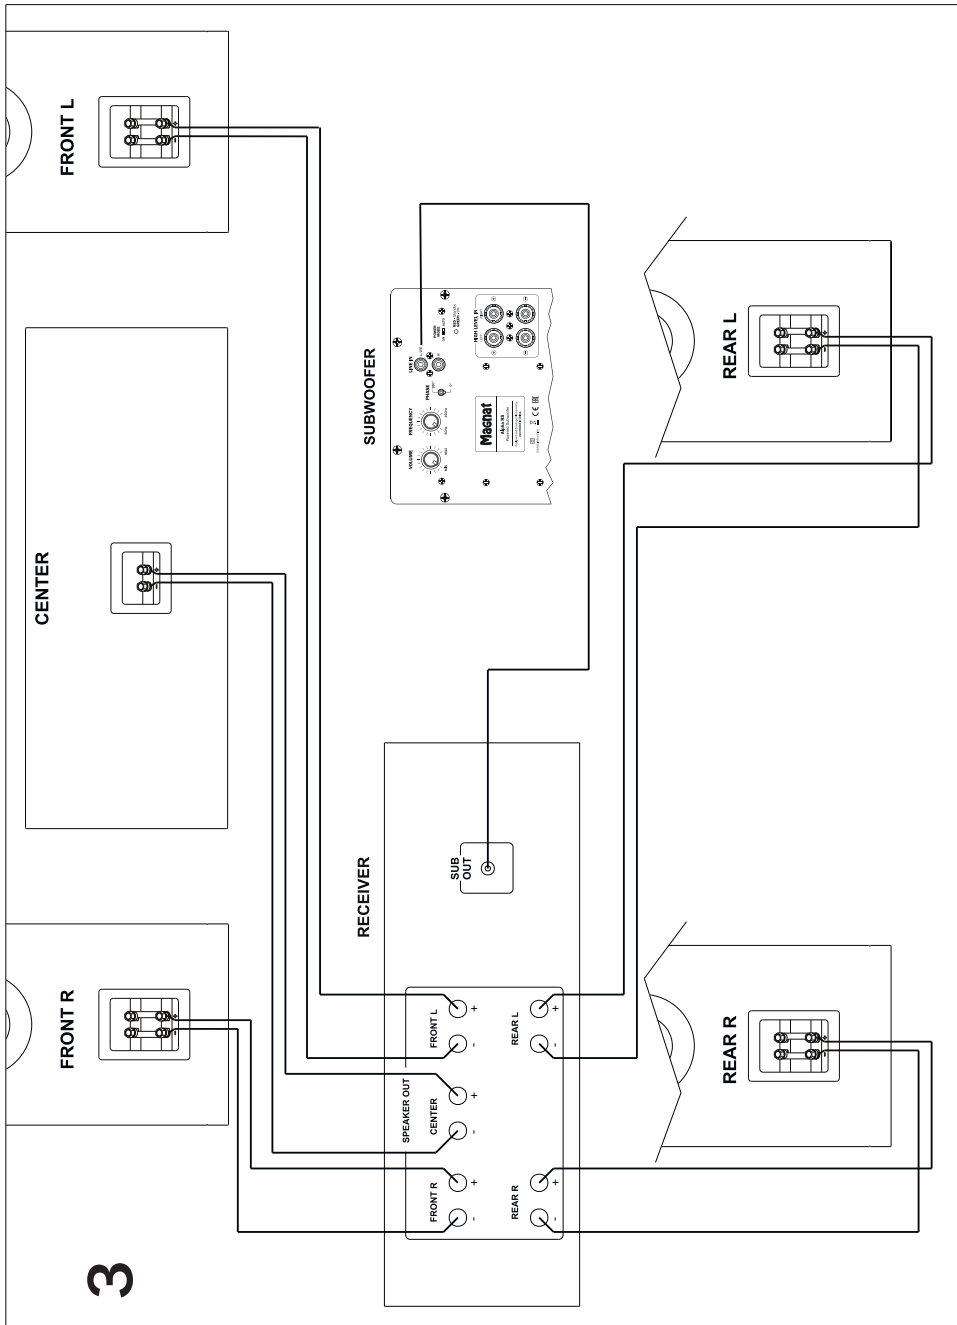 3
FRONT R
CENTER
FRONT L
+
-
+
-
+
-
RECEIVER
SUBWOOFER
SPEAKER OUT
FRONT R
CENTER
FRONT L
-
+
-
+
-
+
REAR R
REAR L
-
+
-
+
SUB
OUT
VOLUME
FREQUENCY
PHASE
LINE IN
HIGH LEVEL IN
Magnat
CE
REAR R
REAR L
+
-
+
-